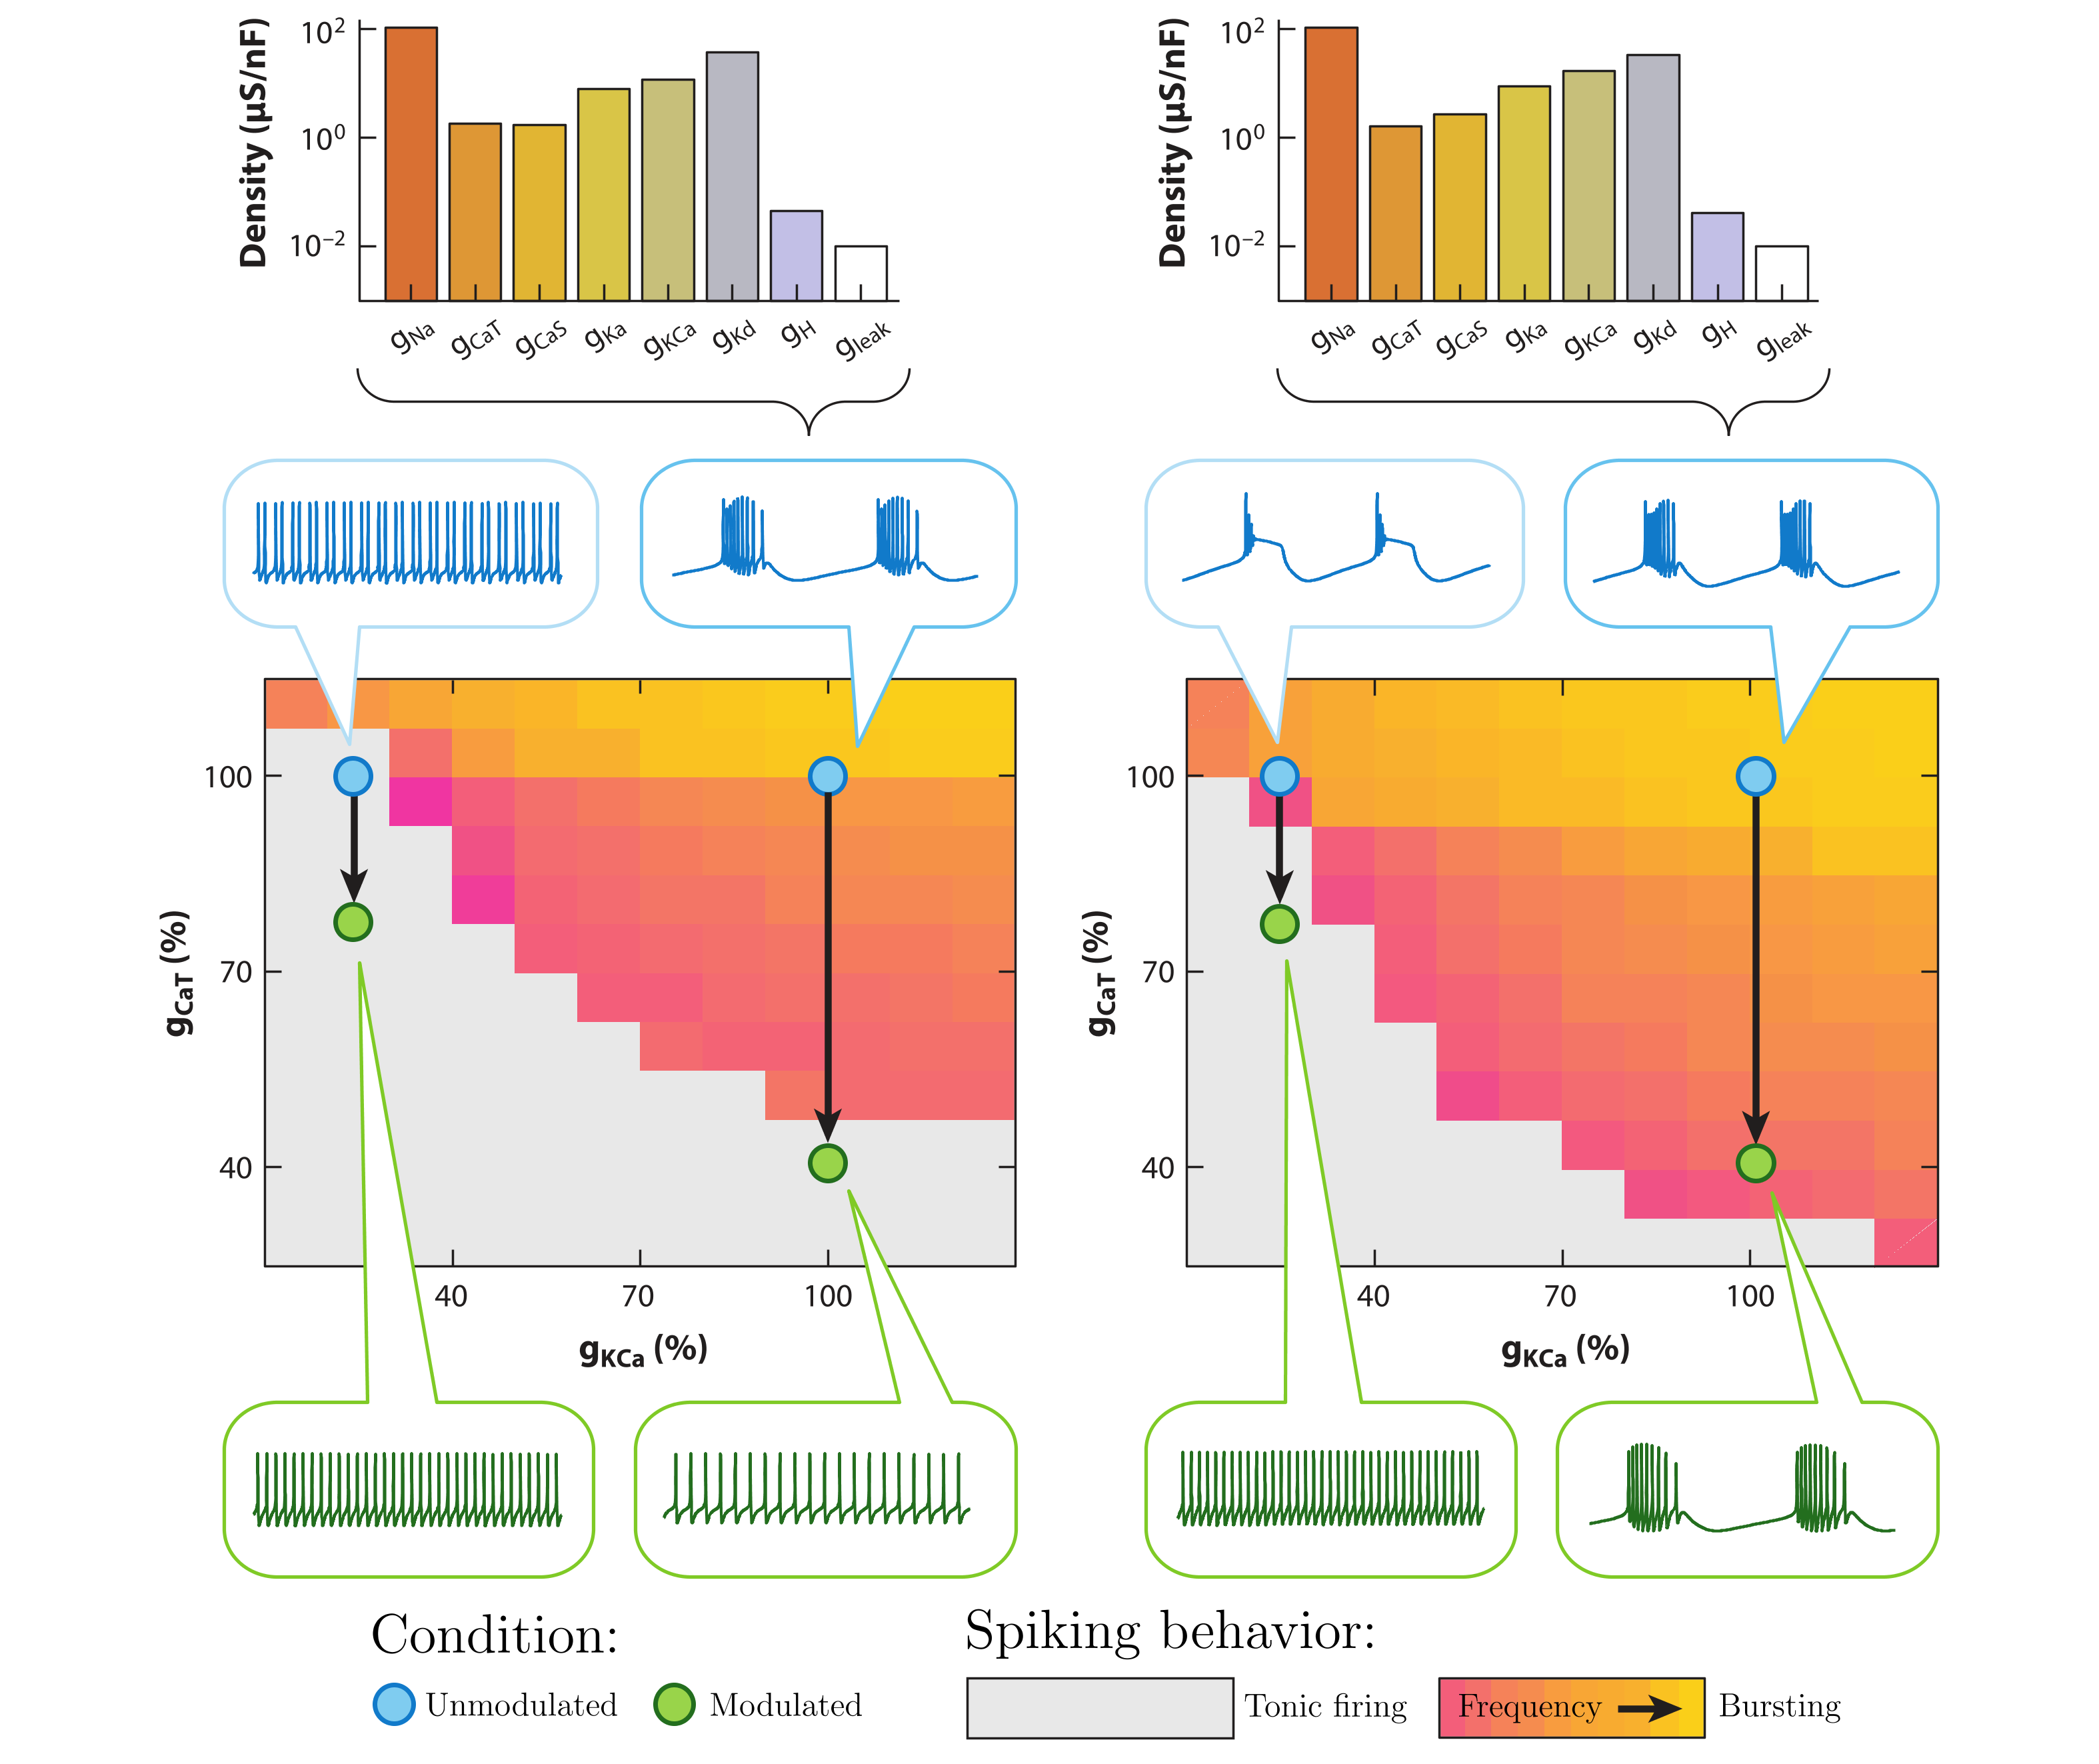 Density (µS/nF)
10²
10⁰
10⁻²
gNa gCaT gCaS gKa gKCa gKd gH gleak
Density (µS/nF)
10²
10⁰
10⁻²
gNa gCaT gCaS gKa gKCa gKd gH gleak
gCaT (%)
100
70
40
40 70 100
gKCa (%)
gCaT (%)
100
70
40
40 70 100
gKCa (%)
Condition:
Unmodulated Modulated
Spiking behavior:
Tonic firing Frequency Bursting